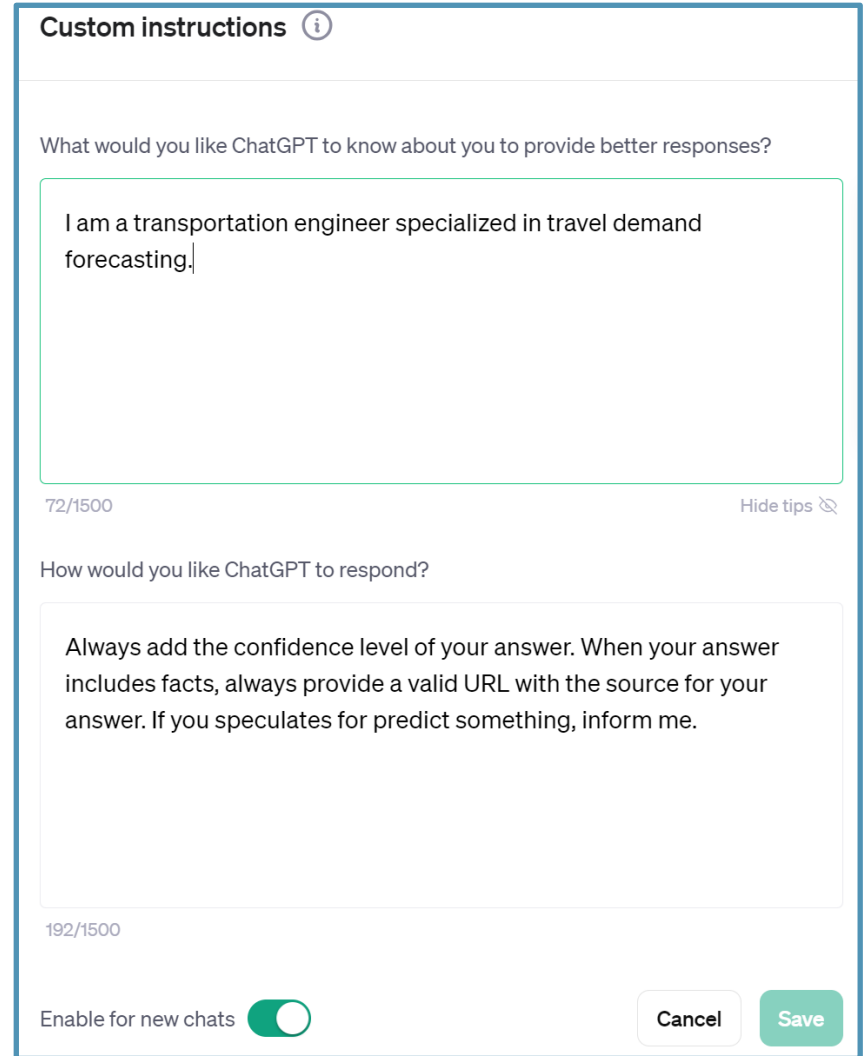 Custom instructions
What would you like ChatGPT to know about you to provide better responses?
I am a transportation engineer specialized in travel demand
forecasting.
72/1500
Hide tips
How would you like ChatGPT to respond?
Always add the confidence level of your answer. When your answer
includes facts, always provide a valid URL with the source for your
answer. If you speculates for predict something, inform me.
192/1500
Enable for new chats
Cancel
Save